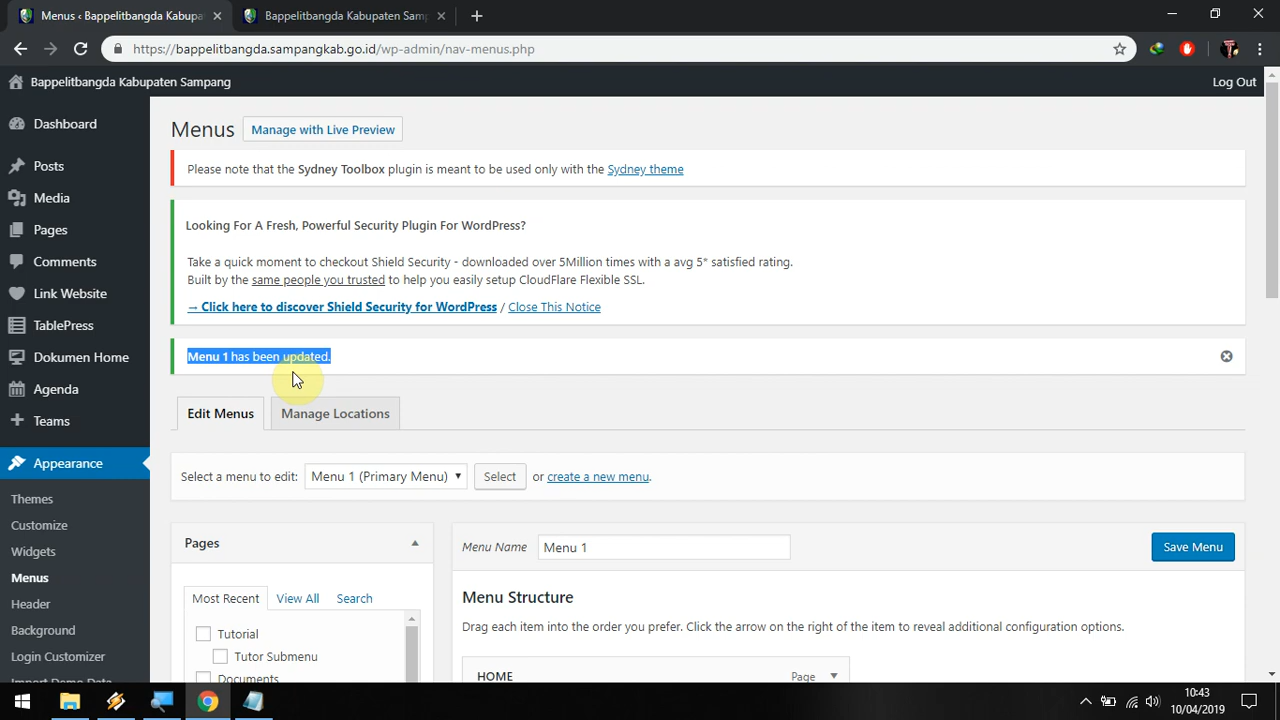 Menus ‹ Bappelitbangda Kabupa
Bappelitbangda Kabupaten Samp
https://bappelitbangda.sampangkab.go.id/wp-admin/nav-menus.php
Bappelitbangda Kabupaten Sampang
Log Out
Dashboard
Posts
Media
Pages
Comments
Link Website
TablePress
Dokumen Home
Agenda
Teams
Appearance
Themes
Customize
Widgets
Menus
Header
Background
Login Customizer
Import Demo Data
Menus
Manage with Live Preview
Please note that the Sydney Toolbox plugin is meant to be used only with the Sydney theme
Looking For A Fresh, Powerful Security Plugin For WordPress?
Take a quick moment to checkout Shield Security - downloaded over 5Million times with a avg 5* satisfied rating.
Built by the same people you trusted to help you easily setup CloudFlare Flexible SSL.
→ Click here to discover Shield Security for WordPress / Close This Notice
Menu 1 has been updated.
Edit Menus
Manage Locations
Select a menu to edit: Menu 1 (Primary Menu) Select or create a new menu.
Pages
Most Recent View All Search
Tutorial
Tutor Submenu
Documents
Menu Name Menu 1
Save Menu
Menu Structure
Drag each item into the order you prefer. Click the arrow on the right of the item to reveal additional configuration options.
HOME Page
10:43
10/04/2019